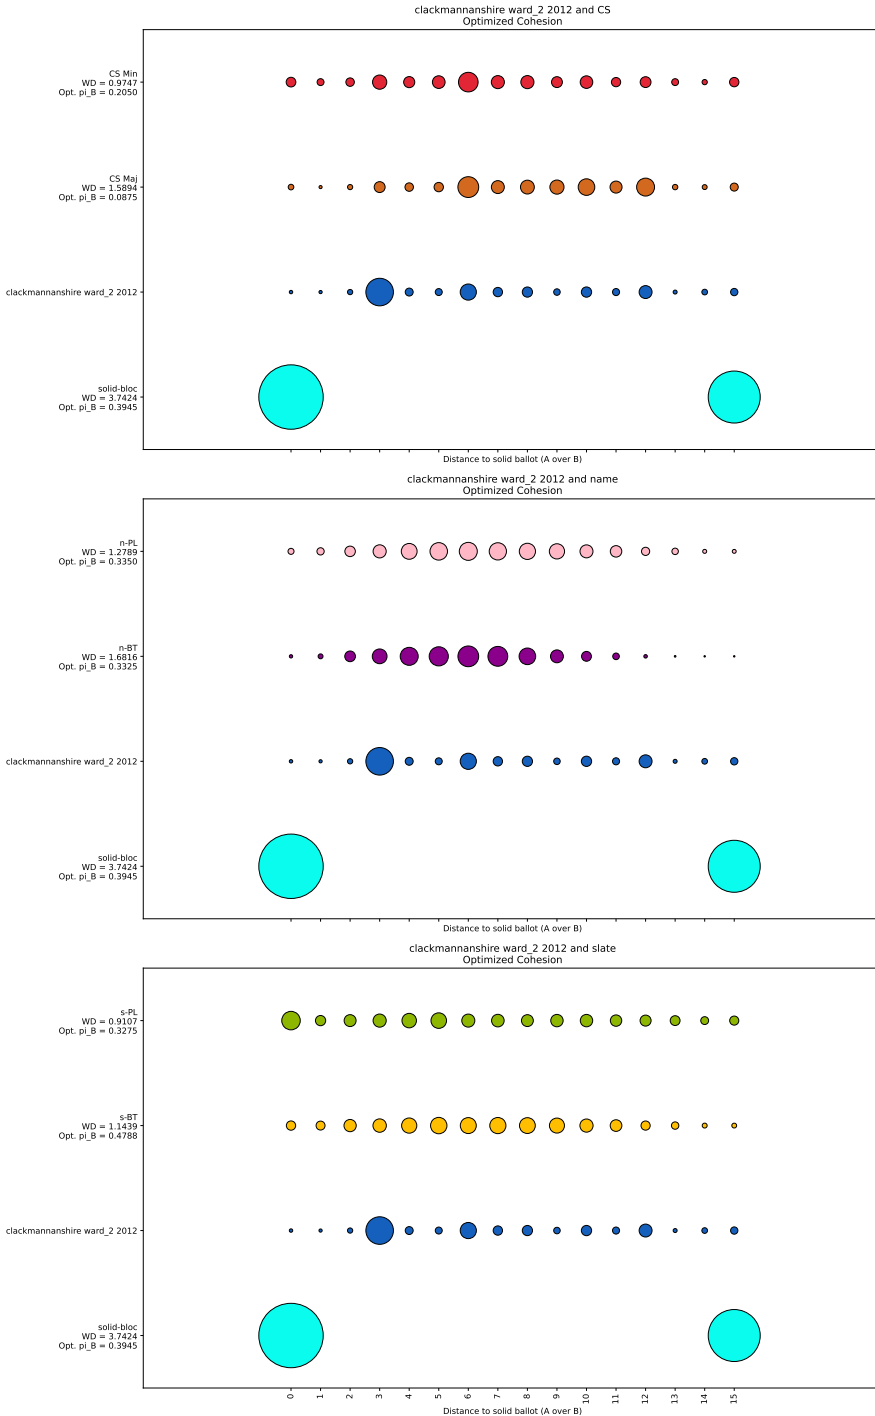 clackmannanshire ward_2 2012 and CS
Optimized Cohesion
CS Min
WD = 0.9747
Opt. pi_B = 0.2050
CS Maj
WD = 1.5894
Opt. pi_B = 0.0875
clackmannanshire ward_2 2012
solid-bloc
WD = 3.7424
Opt. pi_B = 0.3945
Distance to solid ballot (A over B)
clackmannanshire ward_2 2012 and name
Optimized Cohesion
n-PL
WD = 1.2789
Opt. pi_B = 0.3350
n-BT
WD = 1.6816
Opt. pi_B = 0.3325
clackmannanshire ward_2 2012
solid-bloc
WD = 3.7424
Opt. pi_B = 0.3945
Distance to solid ballot (A over B)
clackmannanshire ward_2 2012 and slate
Optimized Cohesion
s-PL
WD = 0.9107
Opt. pi_B = 0.3275
s-BT
WD = 1.1439
Opt. pi_B = 0.4788
clackmannanshire ward_2 2012
solid-bloc
WD = 3.7424
Opt. pi_B = 0.3945
0 1 2 3 4 5 6 7 8 9 10 11 12 13 14 15
Distance to solid ballot (A over B)